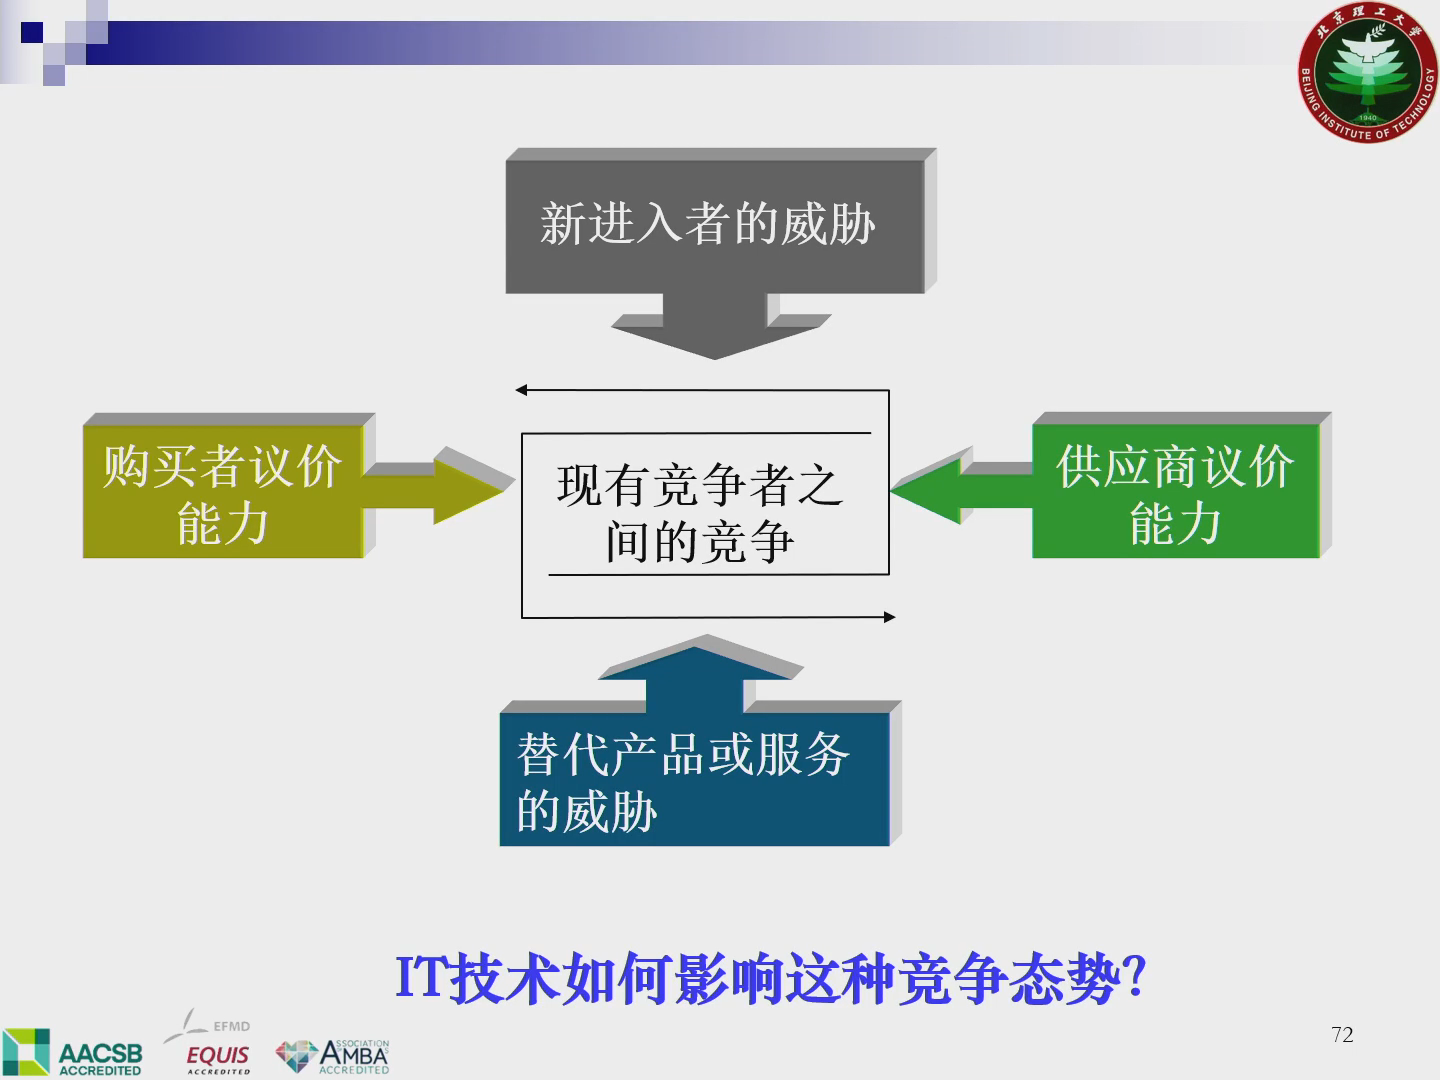 北京理工大学
BEIJING INSTITUTE OF TECHNOLOGY
1940
新进入者的威胁
购买者议价
能力
现有竞争者之
间的竞争
供应商议价
能力
替代产品或服务
的威胁
IT技术如何影响这种竞争态势?
72
AACSB
ACCREDITED
EFMD
EQUIS
ACCREDITED
ASSOCIATION
AMBA
ACCREDITED